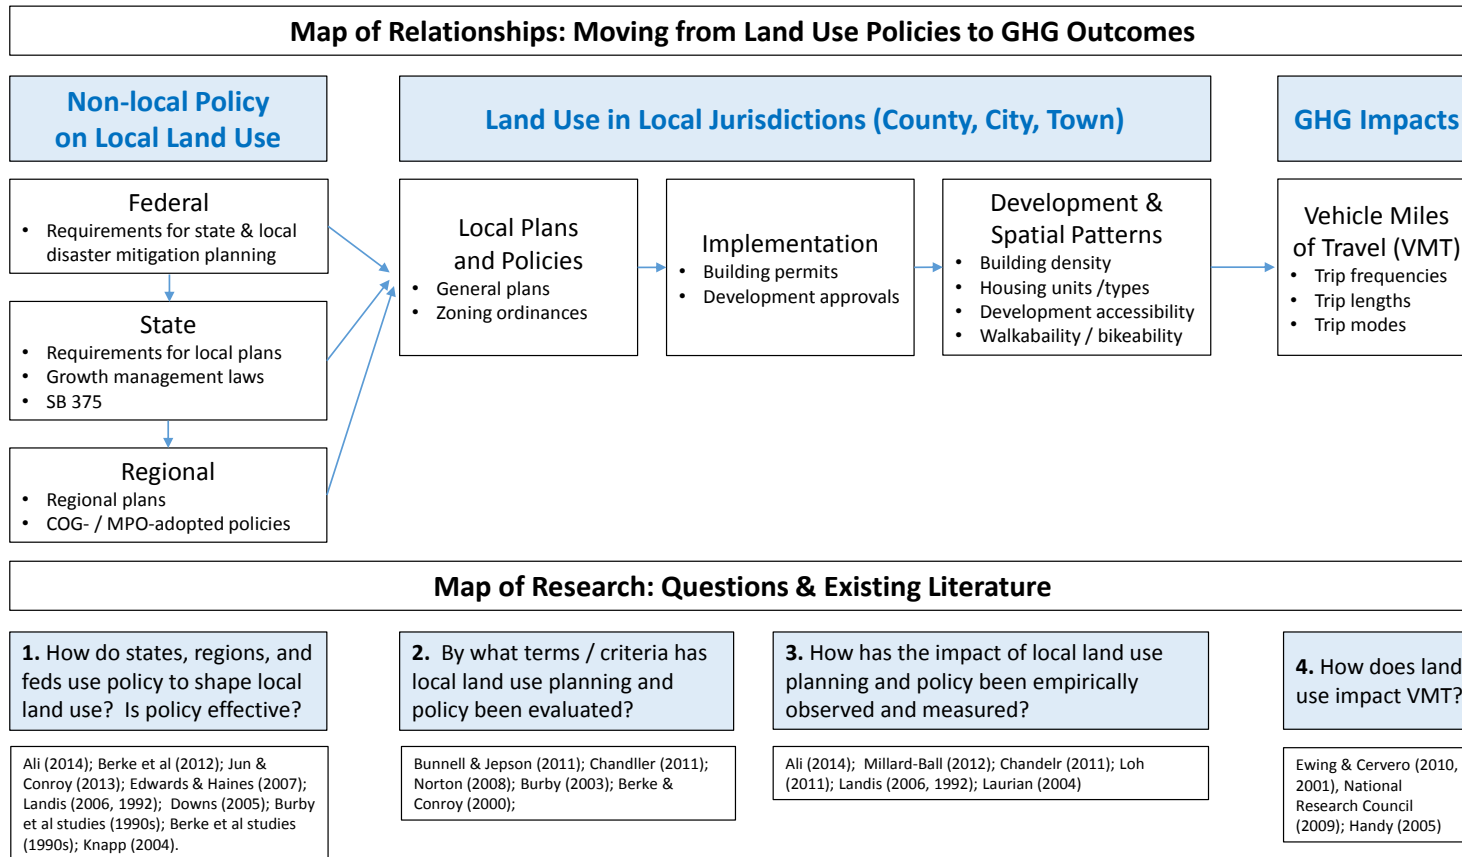 Map of Relationships: Moving from Land Use Policies to GHG Outcomes
Non-local Policy
on Local Land Use
Land Use in Local Jurisdictions (County, City, Town)
GHG Impacts
Federal
• Requirements for state & local
disaster mitigation planning
State
• Requirements for local plans
• Growth management laws
• SB 375
Regional
• Regional plans
• COG- / MPO-adopted policies
Local Plans
and Policies
• General plans
• Zoning ordinances
Implementation
• Building permits
• Development approvals
Development &
Spatial Patterns
• Building density
• Housing units /types
• Development accessibility
• Walkabaility / bikeability
Vehicle Miles
of Travel (VMT)
• Trip frequencies
• Trip lengths
• Trip modes
Map of Research: Questions & Existing Literature
1. How do states, regions, and
feds use policy to shape local
land use? Is policy effective?
2. By what terms / criteria has
local land use planning and
policy been evaluated?
3. How has the impact of local land use
planning and policy been empirically
observed and measured?
4. How does land
use impact VMT?
Ali (2014); Berke et al (2012); Jun &
Conroy (2013); Edwards & Haines (2007);
Landis (2006, 1992); Downs (2005); Burby
et al studies (1990s); Berke et al studies
(1990s); Knapp (2004).
Bunnell & Jepson (2011); Chandller (2011);
Norton (2008); Burby (2003); Berke &
Conroy (2000);
Ali (2014); Millard-Ball (2012); Chandelr (2011); Loh
(2011); Landis (2006, 1992); Laurian (2004)
Ewing & Cervero (2010,
2001), National
Research Council
(2009); Handy (2005)